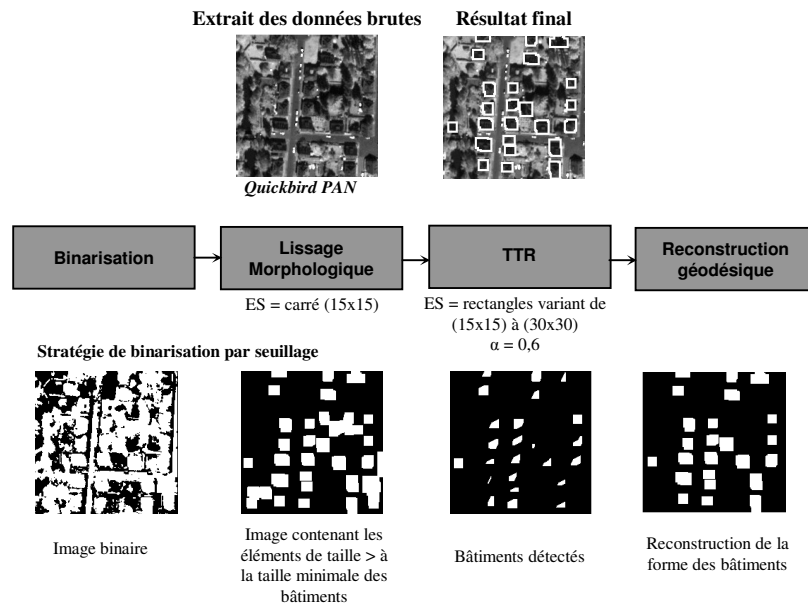 Extrait des données brutes
Résultat final
Quickbird PAN
Binarisation
Lissage
Morphologique
TTR
Reconstruction
géodésique
ES = carré (15x15)
ES = rectangles variant de
(15x15) à (30x30)
α = 0,6
Stratégie de binarisation par seuillage
Image binaire
Image contenant les
éléments de taille > à
la taille minimale des
bâtiments
Bâtiments détectés
Reconstruction de la
forme des bâtiments